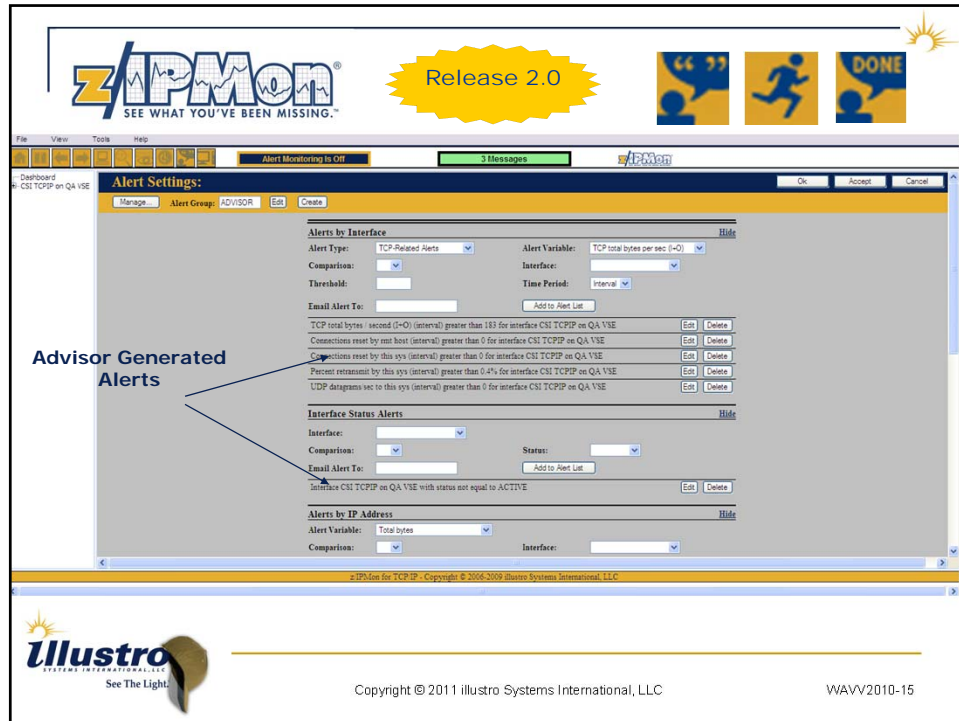 z/IPMon®
SEE WHAT YOU'VE BEEN MISSING.™
Release 2.0
DONE
File View Tools Help
Alert Monitoring Is Off
3 Messages
z/IPMon
Dashboard
CSI TCPIP on QA VSE
Alert Settings:
Ok Accept Cancel
Manage... Alert Group: ADVISOR Edit Create
Alerts by Interface Hide
Alert Type: TCP-Related Alerts Alert Variable: TCP total bytes per sec (I+O)
Comparison: Interface:
Threshold: Time Period: Interval
Email Alert To: Add to Alert List
TCP total bytes / second (I+O) (interval) greater than 183 for interface CSI TCPIP on QA VSE Edit Delete
Connections reset by rmt host (interval) greater than 0 for interface CSI TCPIP on QA VSE Edit Delete
Connections reset by this sys (interval) greater than 0 for interface CSI TCPIP on QA VSE Edit Delete
Percent retransmit by this sys (interval) greater than 0.4% for interface CSI TCPIP on QA VSE Edit Delete
UDP datagrams sec to this sys (interval) greater than 0 for interface CSI TCPIP on QA VSE Edit Delete
Advisor Generated
Alerts
Interface Status Alerts Hide
Interface:
Comparison: Status:
Email Alert To: Add to Alert List
Interface CSI TCPIP on QA VSE with status not equal to ACTIVE Edit Delete
Alerts by IP Address Hide
Alert Variable: Total bytes
Comparison: Interface:
z/IPMon for TCP/IP - Copyright © 2006-2009 illustro Systems International, LLC
illustro
SYSTEMS INTERNATIONAL, LLC
See The Light.
Copyright © 2011 illustro Systems International, LLC
WAVV2010-15